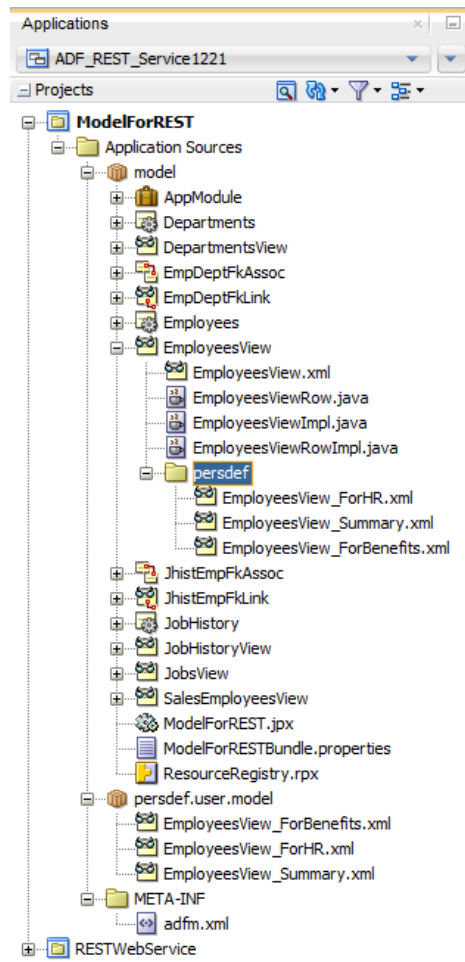 Applications
ADF_REST_Service1221
Projects
ModelForREST
Application Sources
model
AppModule
Departments
DepartmentsView
EmpDeptFkAssoc
EmpDeptFkLink
Employees
EmployeesView
EmployeesView.xml
EmployeesViewRow.java
EmployeesViewImpl.java
EmployeesViewRowImpl.java
persdef
EmployeesView_ForHR.xml
EmployeesView_Summary.xml
EmployeesView_ForBenefits.xml
JhistEmpFkAssoc
JhistEmpFkLink
JobHistory
JobHistoryView
JobsView
SalesEmployeesView
ModelForREST.jpx
ModelForRESTBundle.properties
ResourceRegistry.rpx
persdef.user.model
EmployeesView_ForBenefits.xml
EmployeesView_ForHR.xml
EmployeesView_Summary.xml
META-INF
adfm.xml
RESTWebService